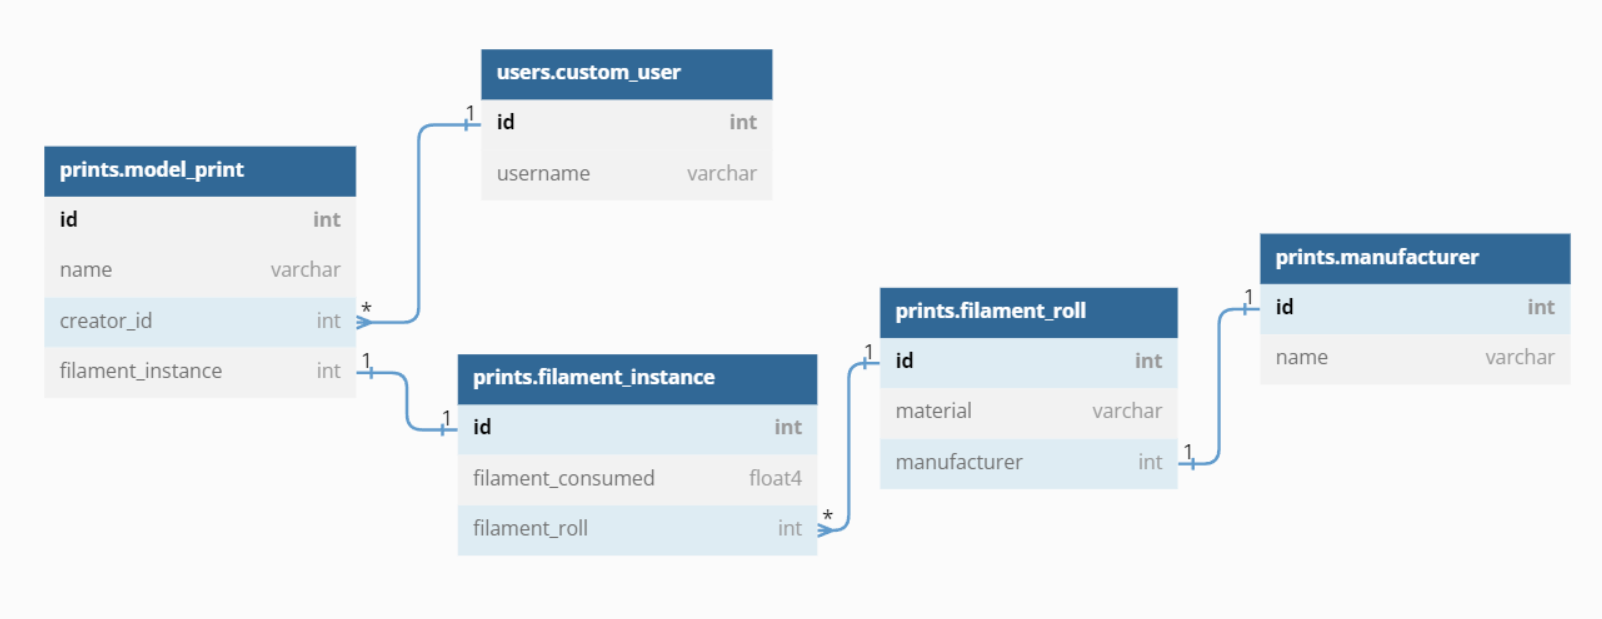 users.custom_user
1
id int
username varchar
prints.model_print
id int
name varchar
creator_id int *
filament_instance int 1
prints.filament_instance
1
id int
filament_consumed float4
filament_roll int *
prints.filament_roll
1
id int
material varchar
manufacturer int 1
prints.manufacturer
1
id int
name varchar